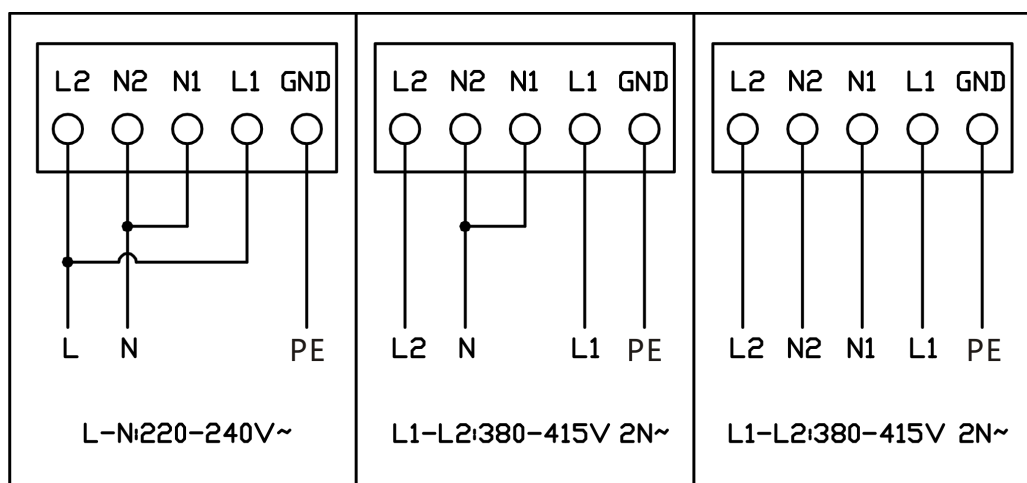 L2 N2 N1 L1 GND
L N PE
L-N:220-240V~
L2 N2 N1 L1 GND
L2 N L1 PE
L1-L2:380-415V 2N~
L2 N2 N1 L1 GND
L2 N2 N1 L1 PE
L1-L2:380-415V 2N~